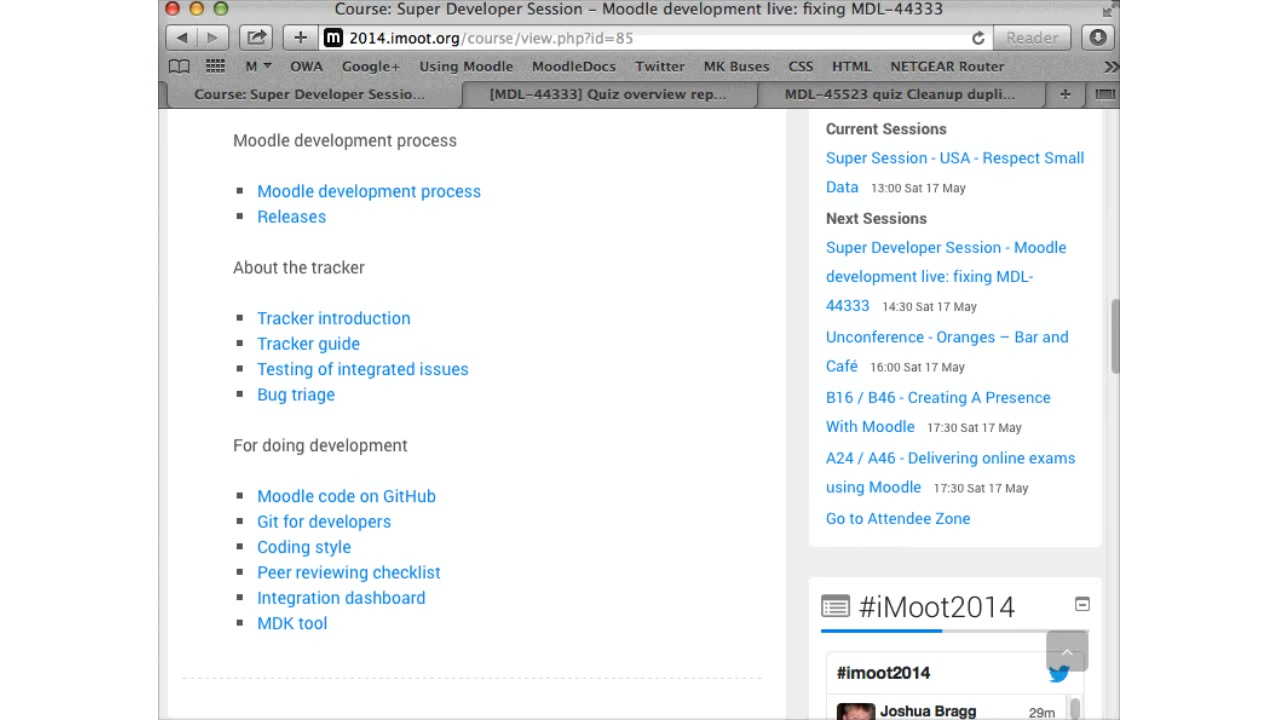 Course: Super Developer Session – Moodle development live: fixing MDL-44333
2014.imoot.org/course/view.php?id=85
Reader
M
OWA
Google+
Using Moodle
MoodleDocs
Twitter
MK Buses
CSS
HTML
NETGEAR Router
Course: Super Developer Sessio...
[MDL-44333] Quiz overview rep...
MDL-45523 quiz Cleanup dupli...
Moodle development process
Moodle development process
Releases
About the tracker
Tracker introduction
Tracker guide
Testing of integrated issues
Bug triage
For doing development
Moodle code on GitHub
Git for developers
Coding style
Peer reviewing checklist
Integration dashboard
MDK tool
Current Sessions
Super Session - USA - Respect Small
Data 13:00 Sat 17 May
Next Sessions
Super Developer Session - Moodle
development live: fixing MDL-
44333 14:30 Sat 17 May
Unconference - Oranges – Bar and
Café 16:00 Sat 17 May
B16 / B46 - Creating A Presence
With Moodle 17:30 Sat 17 May
A24 / A46 - Delivering online exams
using Moodle 17:30 Sat 17 May
Go to Attendee Zone
#iMoot2014
#imoot2014
Joshua Bragg 29m